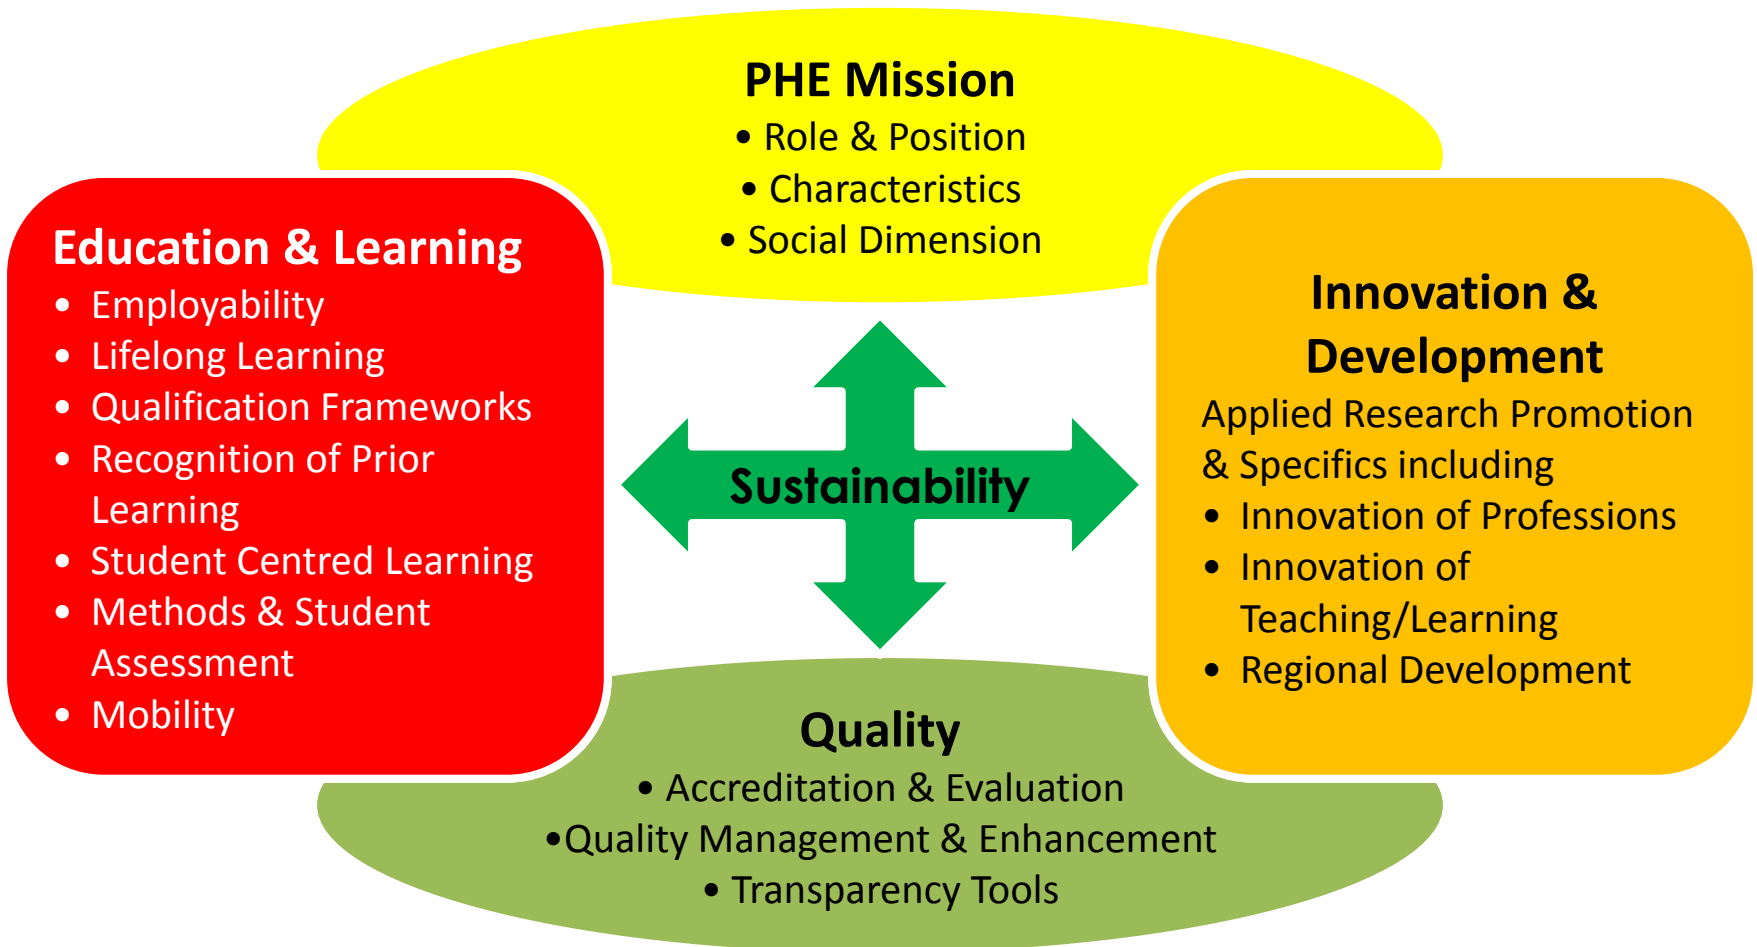 PHE Mission
• Role & Position
• Characteristics
• Social Dimension
Education & Learning
• Employability
• Lifelong Learning
• Qualification Frameworks
• Recognition of Prior
Learning
• Student Centred Learning
• Methods & Student
Assessment
• Mobility
Sustainability
Innovation &
Development
Applied Research Promotion
& Specifics including
• Innovation of Professions
• Innovation of
Teaching/Learning
• Regional Development
Quality
• Accreditation & Evaluation
•Quality Management & Enhancement
• Transparency Tools